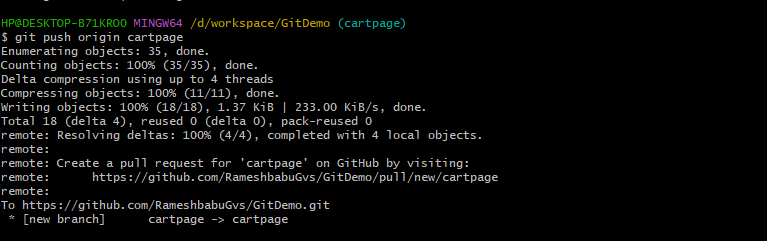 HP@DESKTOP-B71KROO MINGW64 /d/workspace/GitDemo (cartpage)
$ git push origin cartpage
Enumerating objects: 35, done.
Counting objects: 100% (35/35), done.
Delta compression using up to 4 threads
Compressing objects: 100% (11/11), done.
Writing objects: 100% (18/18), 1.37 KiB | 233.00 KiB/s, done.
Total 18 (delta 4), reused 0 (delta 0), pack-reused 0
remote: Resolving deltas: 100% (4/4), completed with 4 local objects.
remote:
remote: Create a pull request for 'cartpage' on GitHub by visiting:
remote:      https://github.com/RameshbabuGvs/GitDemo/pull/new/cartpage
remote:
To https://github.com/RameshbabuGvs/GitDemo.git
 * [new branch]      cartpage -> cartpage